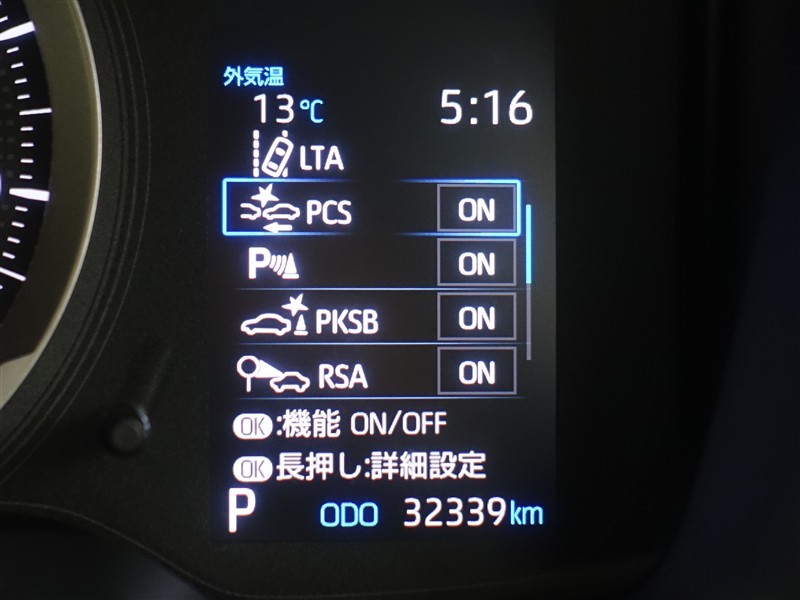 外気温
13℃ 5:16
LTA
PCS ON
P ON
PKSB ON
RSA ON
OK:機能 ON/OFF
OK長押し:詳細設定
P ODO 32339km